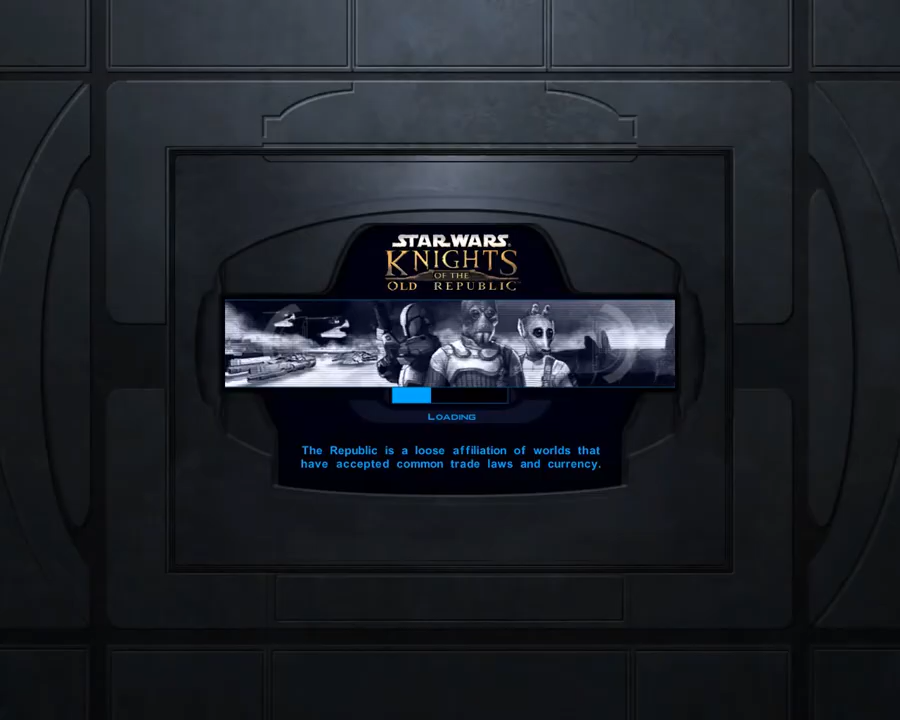 STAR WARS
KNIGHTS
OF THE
OLD REPUBLIC
LOADING
The Republic is a loose affiliation of worlds that
have accepted common trade laws and currency.